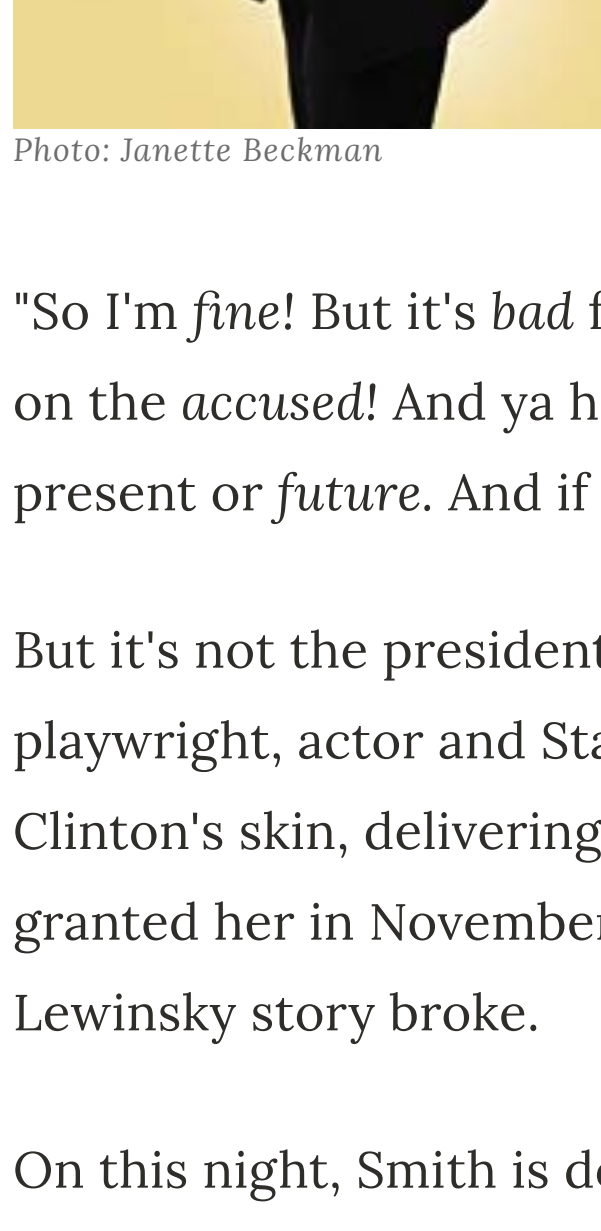 Photo: Janette Beckman
"So I'm fine! But it's bad
on the accused! And ya
present or future. And if
But it's not the president
playwright, actor and
Clinton's skin, delivering
granted her in November
Lewinsky story broke.
On this night, Smith is